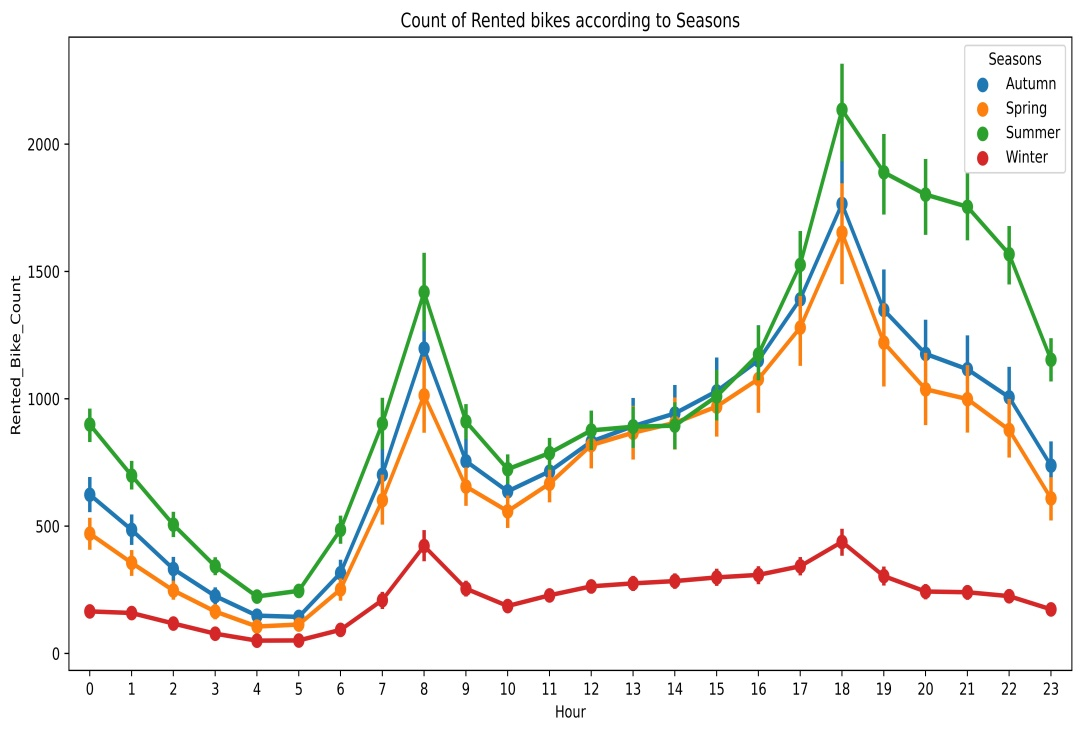 Count of Rented bikes according to Seasons
Seasons
Autumn
Spring
Summer
Winter
Rented_Bike_Count
2000
1500
1000
500
0
0 1 2 3 4 5 6 7 8 9 10 11 12 13 14 15 16 17 18 19 20 21 22 23
Hour